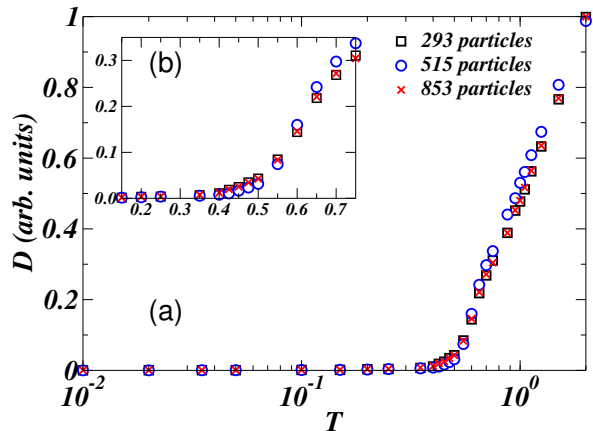 1
0.8
0.6
0.4
0.2
0
D (arb. units)
10⁻²
10⁻¹
10⁰
T
(a)
(b)
0.3
0.2
0.1
0.0
0.2
0.3
0.4
0.5
0.6
0.7
293 particles
515 particles
853 particles